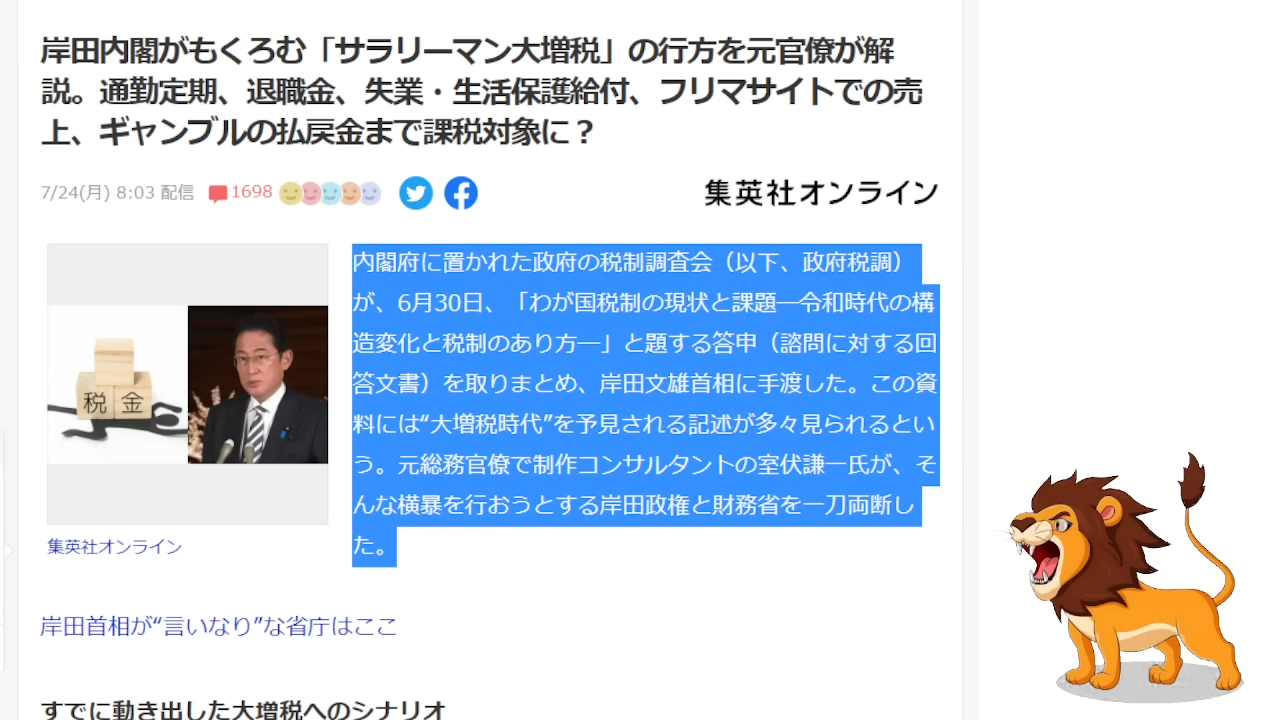 岸田内閣がもくろむ「サラリーマン大増税」の行方を元官僚が解
説。通勤定期、退職金、失業・生活保護給付、フリマサイトでの売
上、ギャンブルの払戻金まで課税対象に？
7/24(月) 8:03 配信 1698
集英社オンライン
内閣府に置かれた政府の税制調査会（以下、政府税調）
が、6月30日、「わが国税制の現状と課題―令和時代の構
造変化と税制のあり方―」と題する答申（諮問に対する回
答文書）を取りまとめ、岸田文雄首相に手渡した。この資
料には“大増税時代”を予見される記述が多々見られるとい
う。元総務官僚で制作コンサルタントの室伏謙一氏が、そ
んな横暴を行おうとする岸田政権と財務省を一刀両断し
た。
税 金
集英社オンライン
岸田首相が“言いなり”な省庁はここ
すでに動き出した大増税へのシナリオ